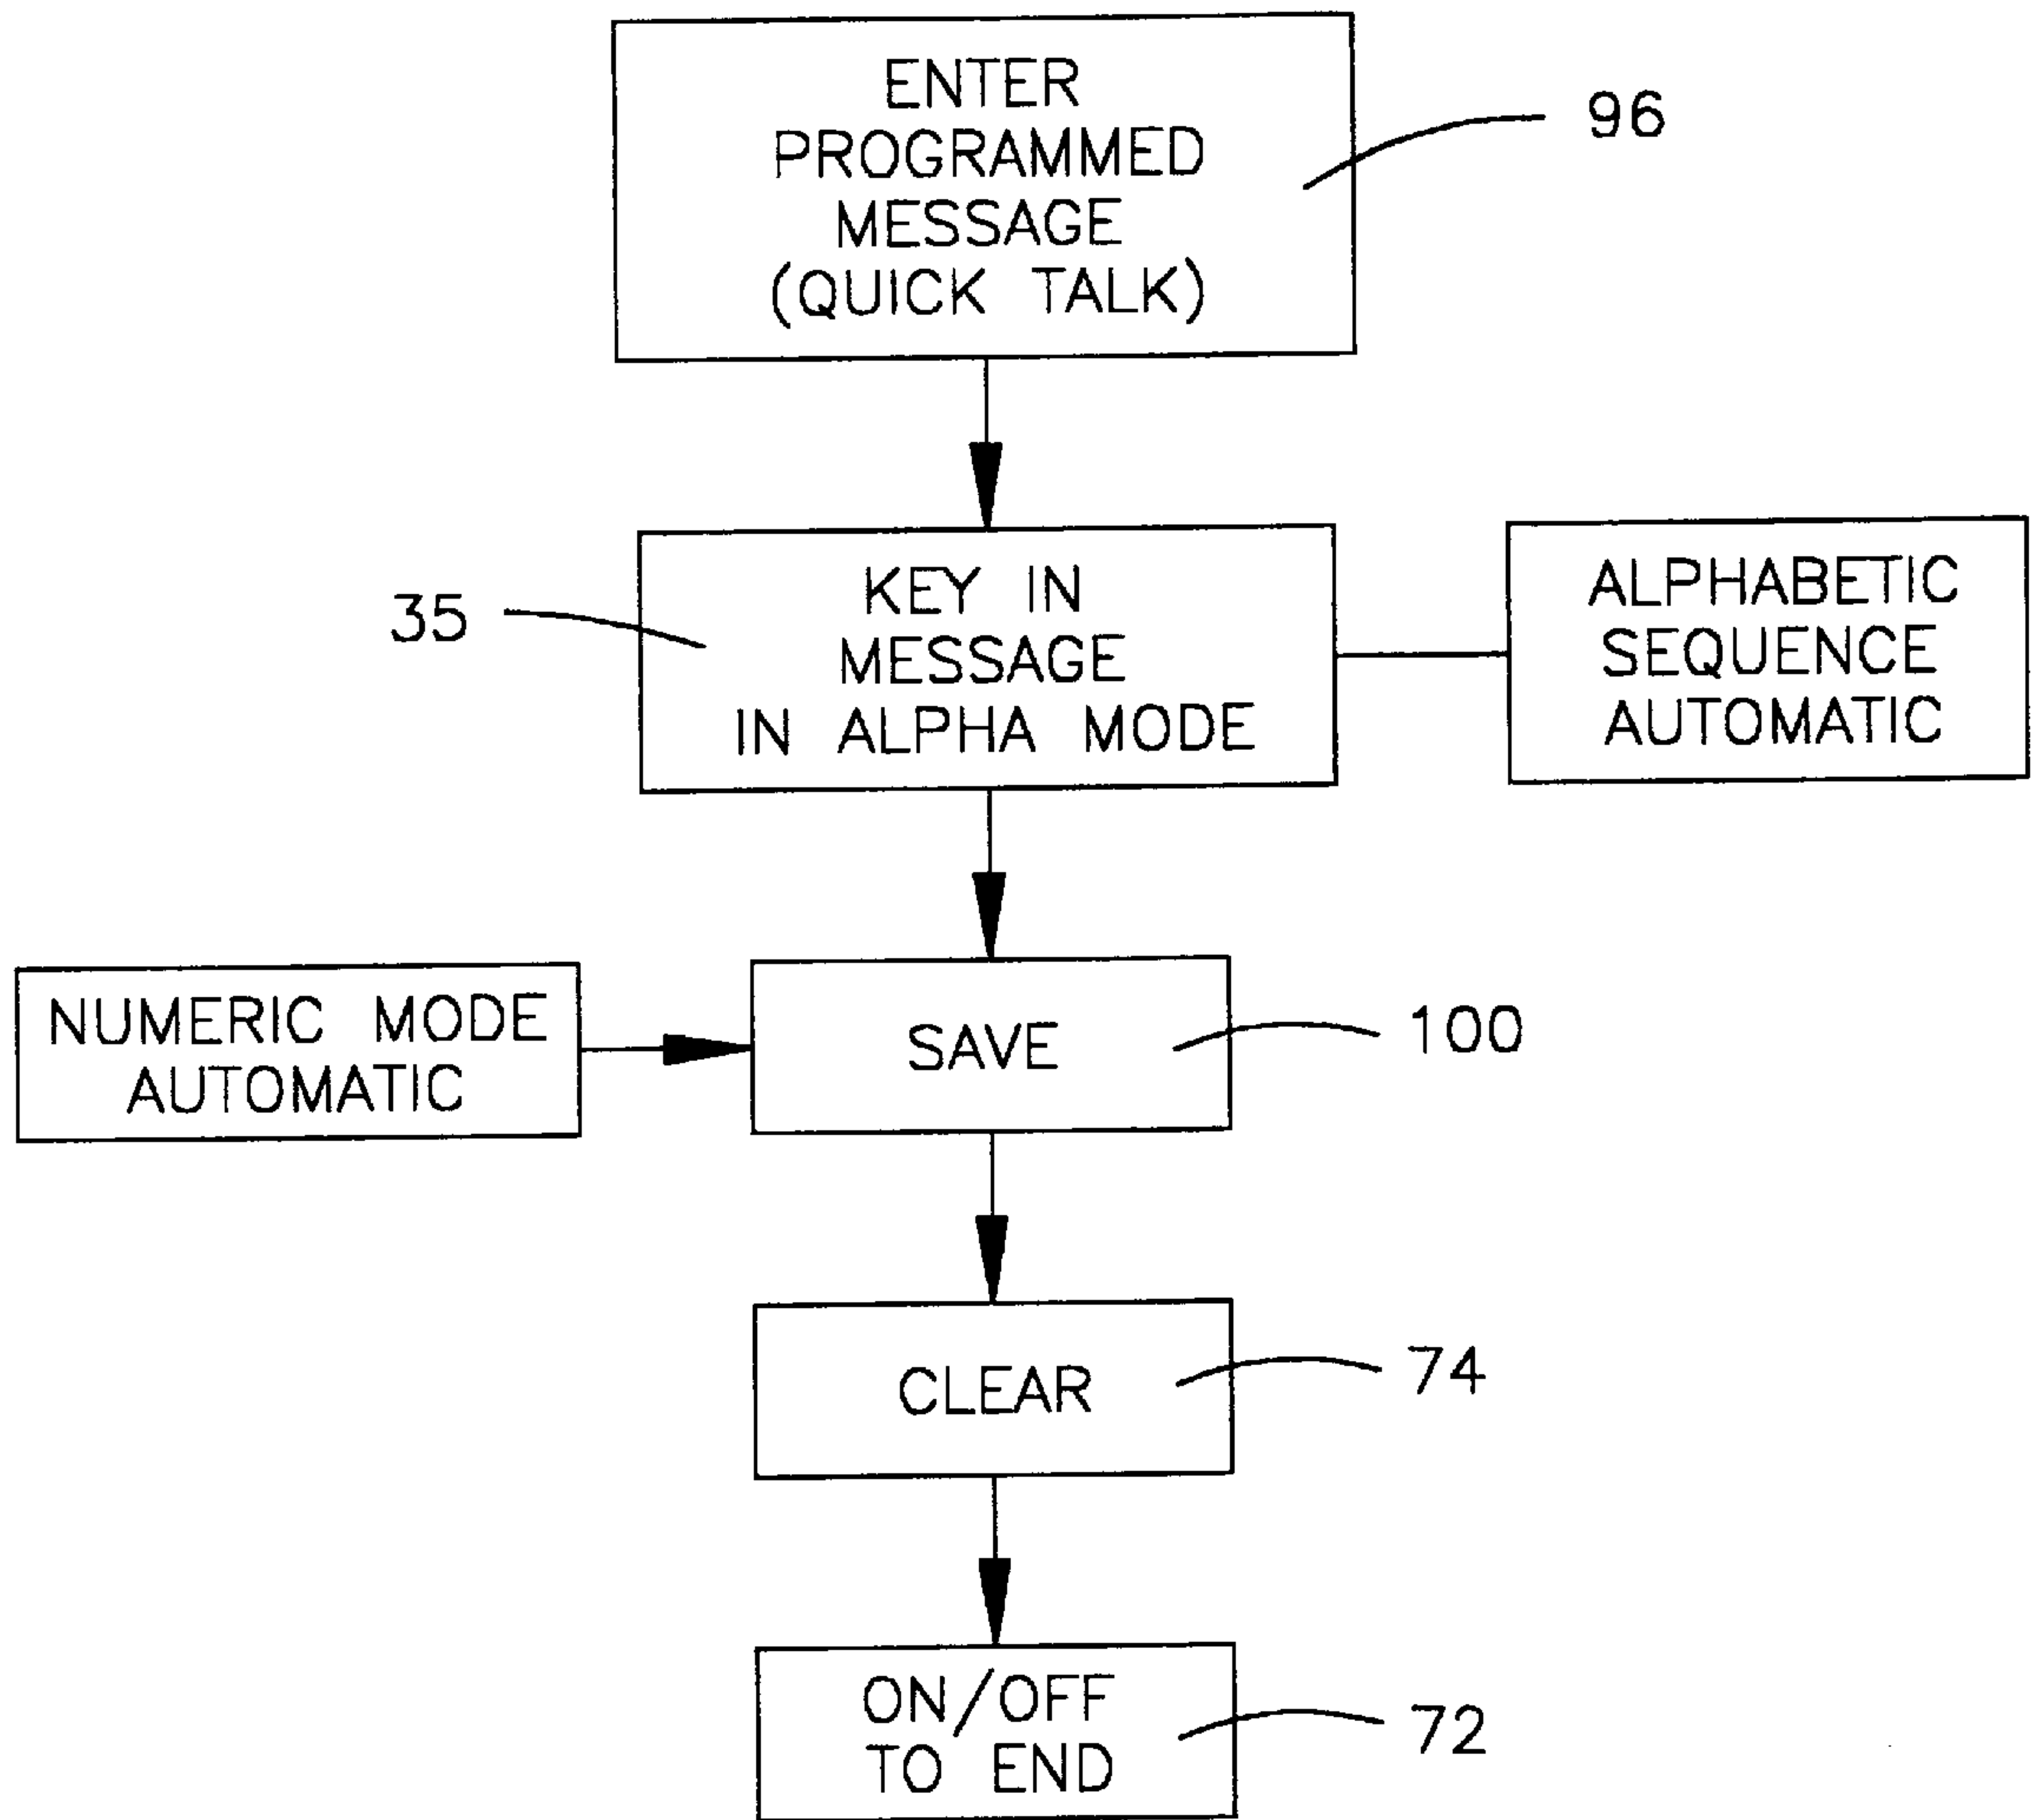 ENTER
PROGRAMMED
MESSAGE
(QUICK TALK)
96
35
KEY IN
MESSAGE
IN ALPHA MODE
ALPHABETIC
SEQUENCE
AUTOMATIC
NUMERIC MODE
AUTOMATIC
SAVE
100
CLEAR
74
ON/OFF
TO END
72